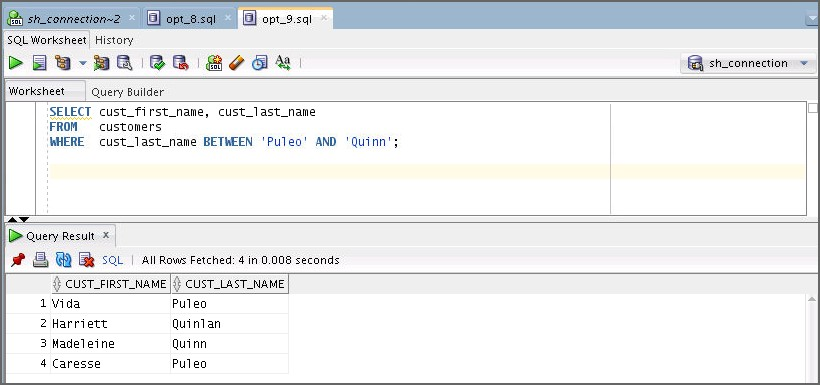 sh_connection~2 opt_8.sql opt_9.sql
SQL Worksheet History
sh_connection
Worksheet Query Builder
SELECT cust_first_name, cust_last_name
FROM customers
WHERE cust_last_name BETWEEN 'Puleo' AND 'Quinn';
Query Result x
SQL | All Rows Fetched: 4 in 0.008 seconds
CUST_FIRST_NAME CUST_LAST_NAME
1 Vida Puleo
2 Harriett Quinlan
3 Madeleine Quinn
4 Caresse Puleo